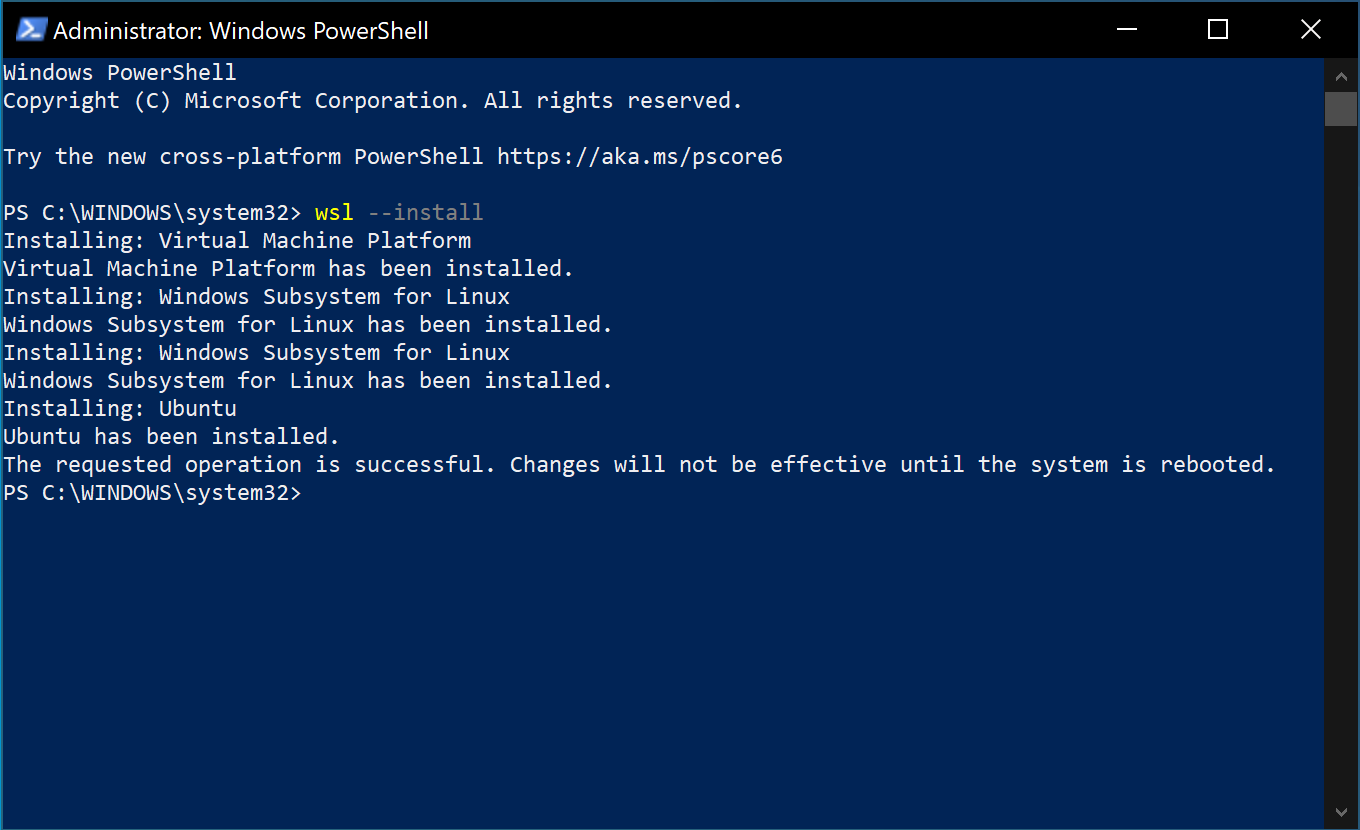 Administrator: Windows PowerShell
Windows PowerShell
Copyright (C) Microsoft Corporation. All rights reserved.
Try the new cross-platform PowerShell https://aka.ms/pscore6
PS C:\WINDOWS\system32> wsl --install
Installing: Virtual Machine Platform
Virtual Machine Platform has been installed.
Installing: Windows Subsystem for Linux
Windows Subsystem for Linux has been installed.
Installing: Windows Subsystem for Linux
Windows Subsystem for Linux has been installed.
Installing: Ubuntu
Ubuntu has been installed.
The requested operation is successful. Changes will not be effective until the system is rebooted.
PS C:\WINDOWS\system32>